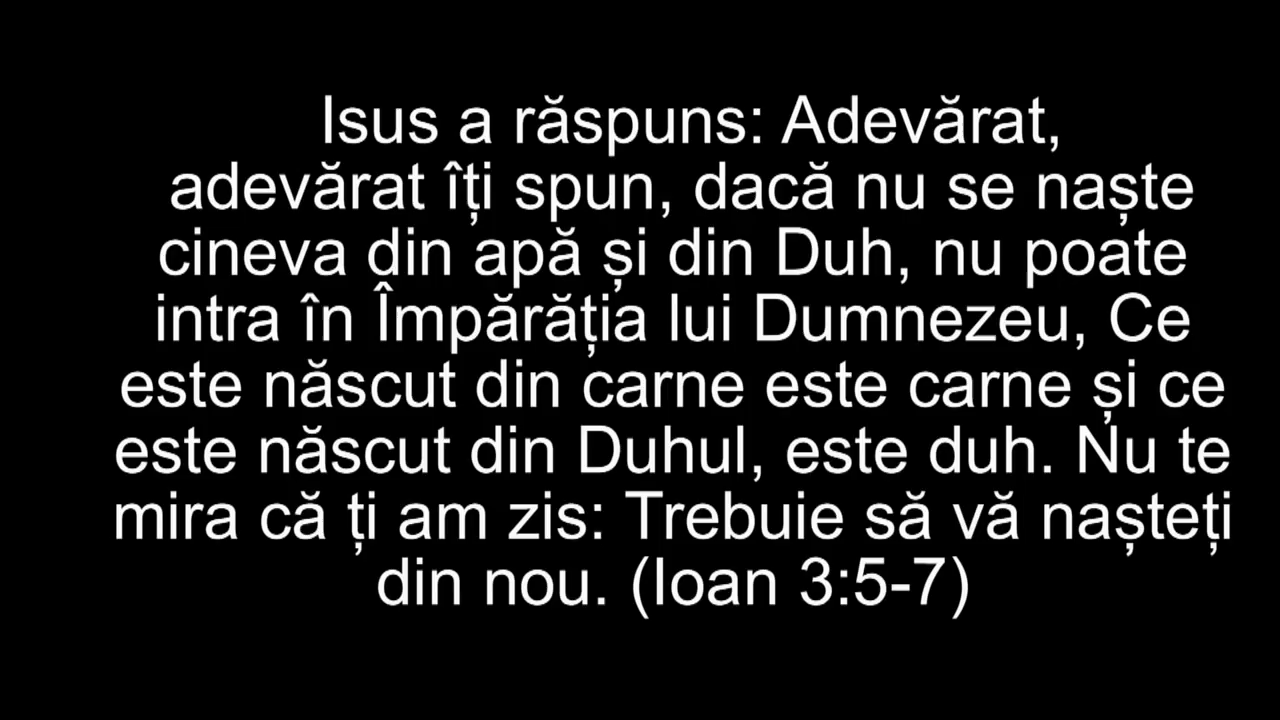 Isus a răspuns: Adevărat,
adevărat îți spun, dacă nu se naște
cineva din apă și din Duh, nu poate
intra în Împărăția lui Dumnezeu, Ce
este născut din carne este carne și ce
este născut din Duhul, este duh. Nu te
mira că ți am zis: Trebuie să vă nașteți
din nou. (Ioan 3:5-7)